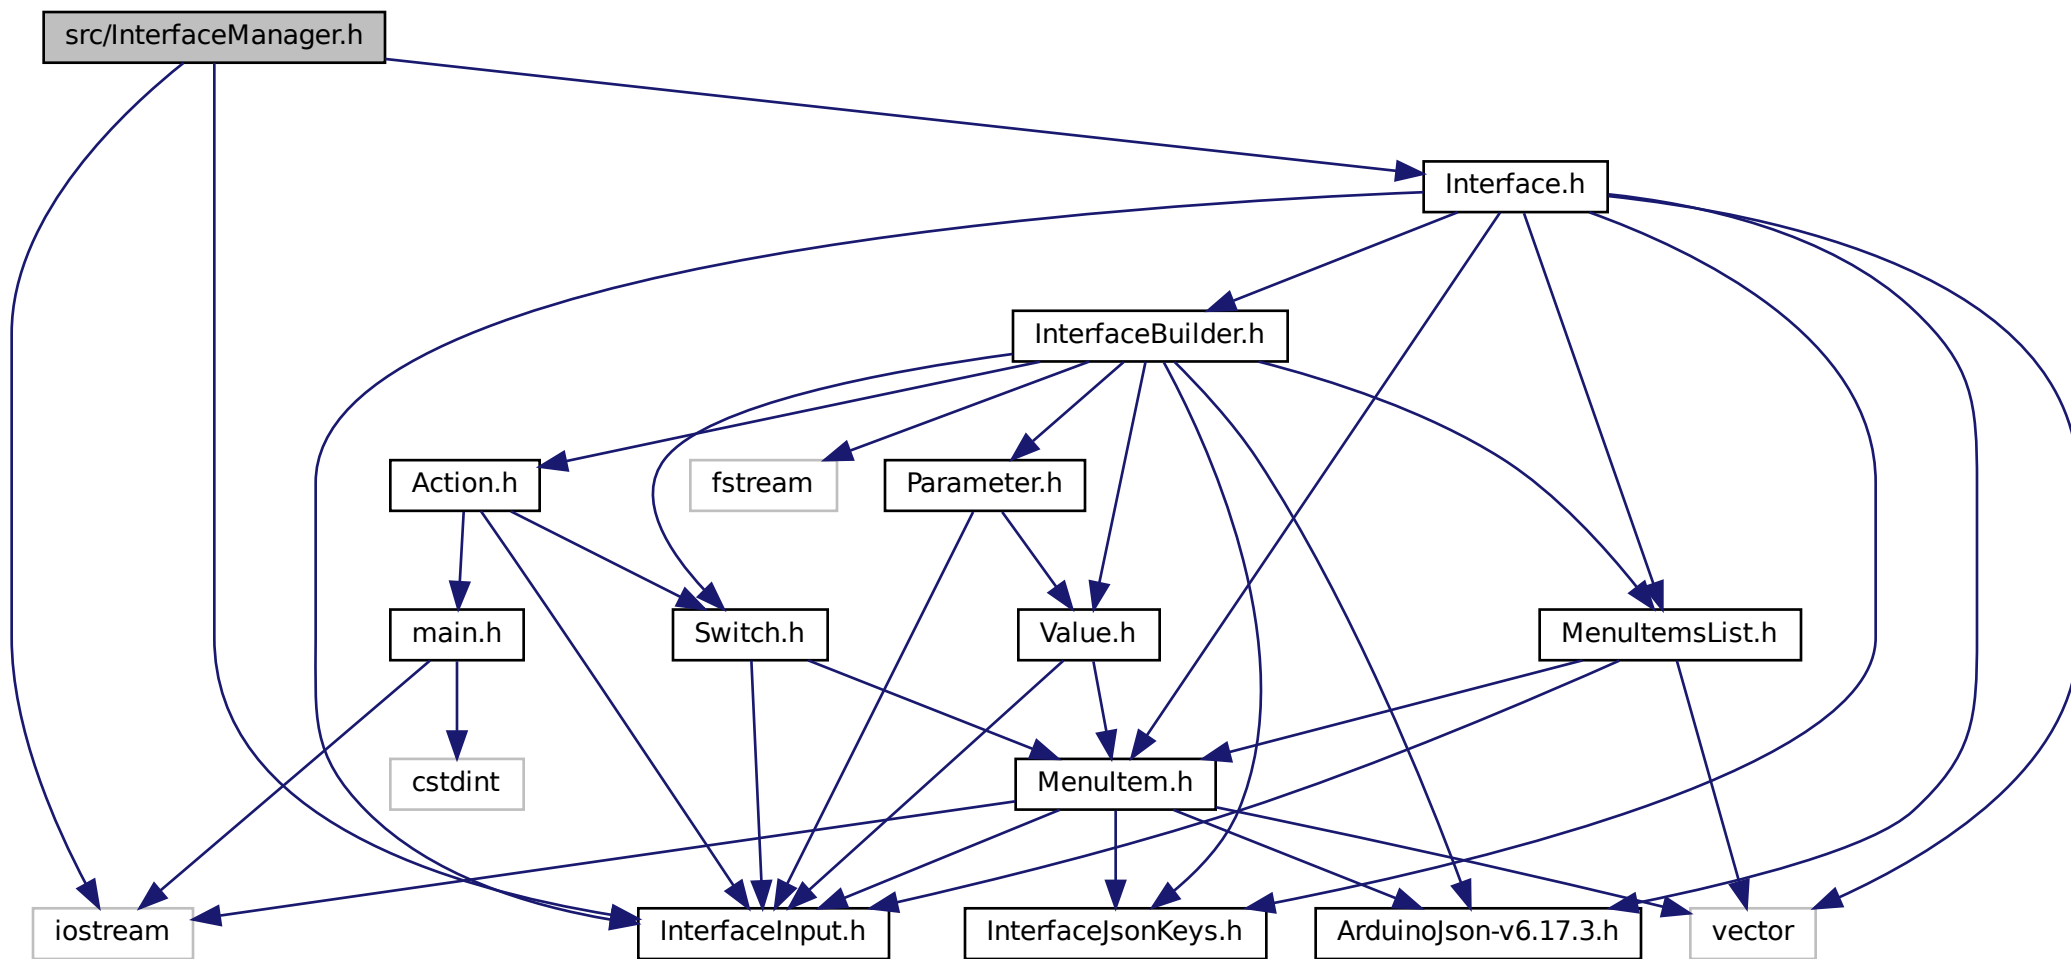 src/InterfaceManager.h
Interface.h
InterfaceBuilder.h
Action.h
fstream
Parameter.h
main.h
Switch.h
Value.h
MenuItemsList.h
cstdint
MenuItem.h
iostream
InterfaceInput.h
InterfaceJsonKeys.h
ArduinoJson-v6.17.3.h
vector